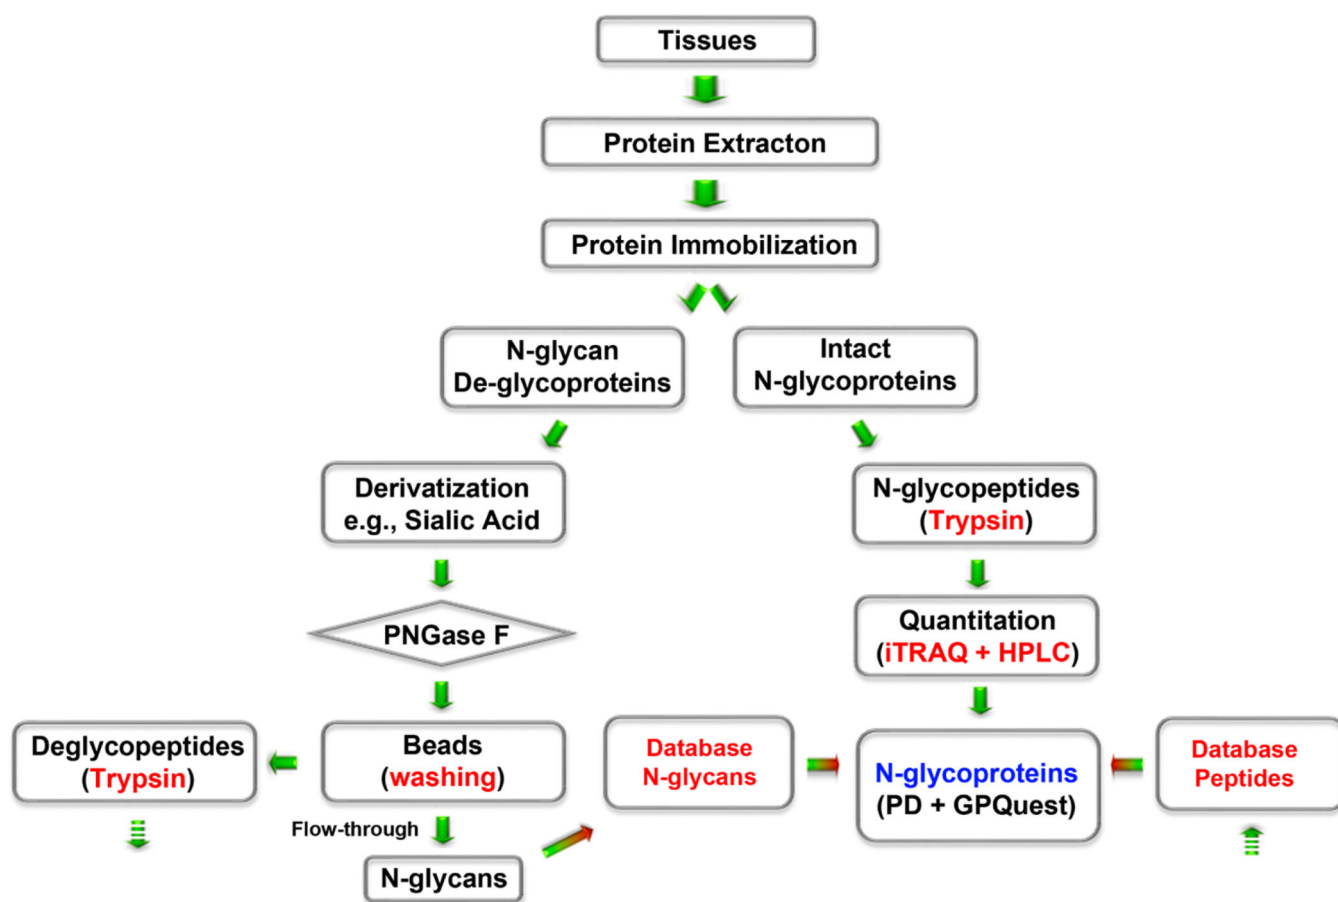 Tissues
Protein Extracton
Protein Immobilization
N-glycan
De-glycoproteins
Intact
N-glycoproteins
Derivatization
e.g., Sialic Acid
N-glycopeptides
(Trypsin)
PNGase F
Quantitation
(iTRAQ + HPLC)
Deglycopeptides
(Trypsin)
Beads
(washing)
Database
N-glycans
N-glycoproteins
(PD + GPQuest)
Database
Peptides
Flow-through
N-glycans